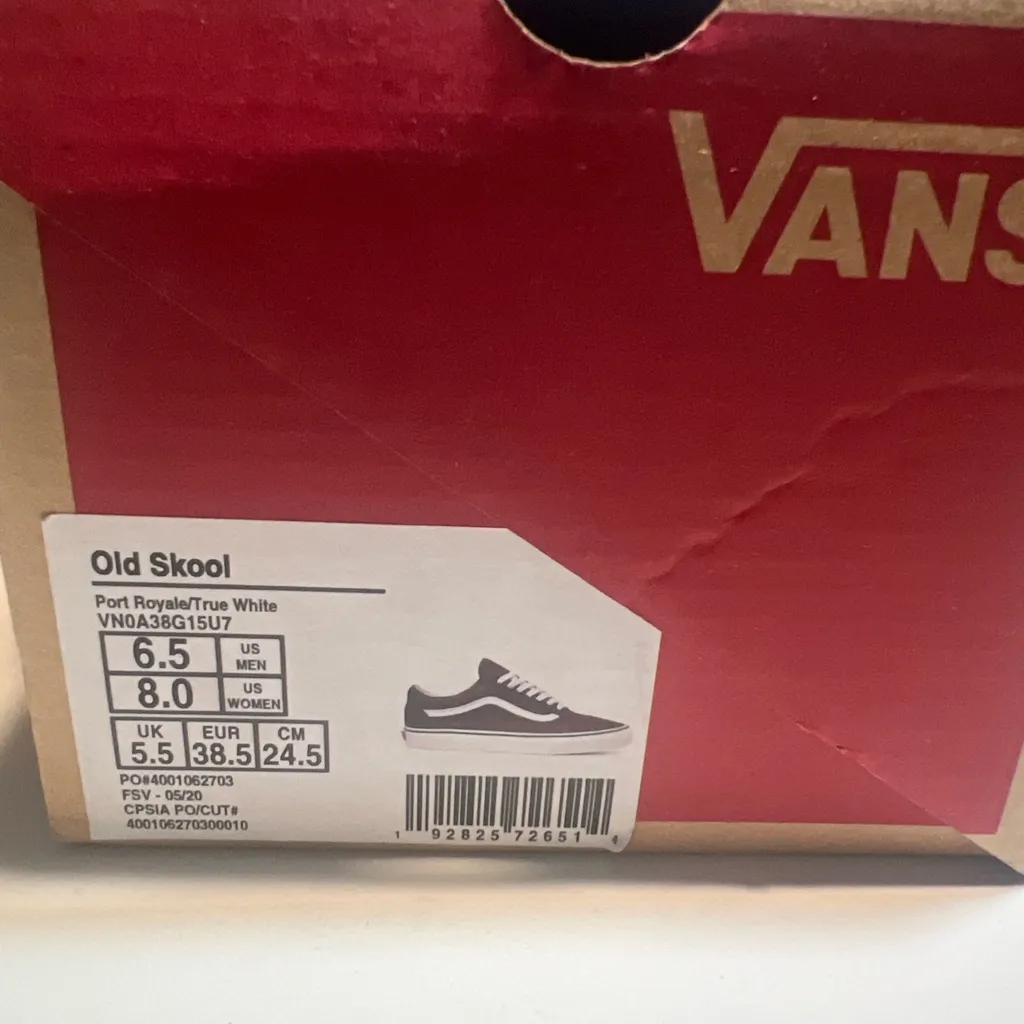 VANS
Old Skool
Port Royale/True White
VN0A38G15U7
6.5 US MEN
8.0 US WOMEN
UK EUR CM
5.5 38.5 24.5
PO#4001062703
FSV - 05/20
CPSIA PO/CUT#
400106270300010
1 92825 72651 4